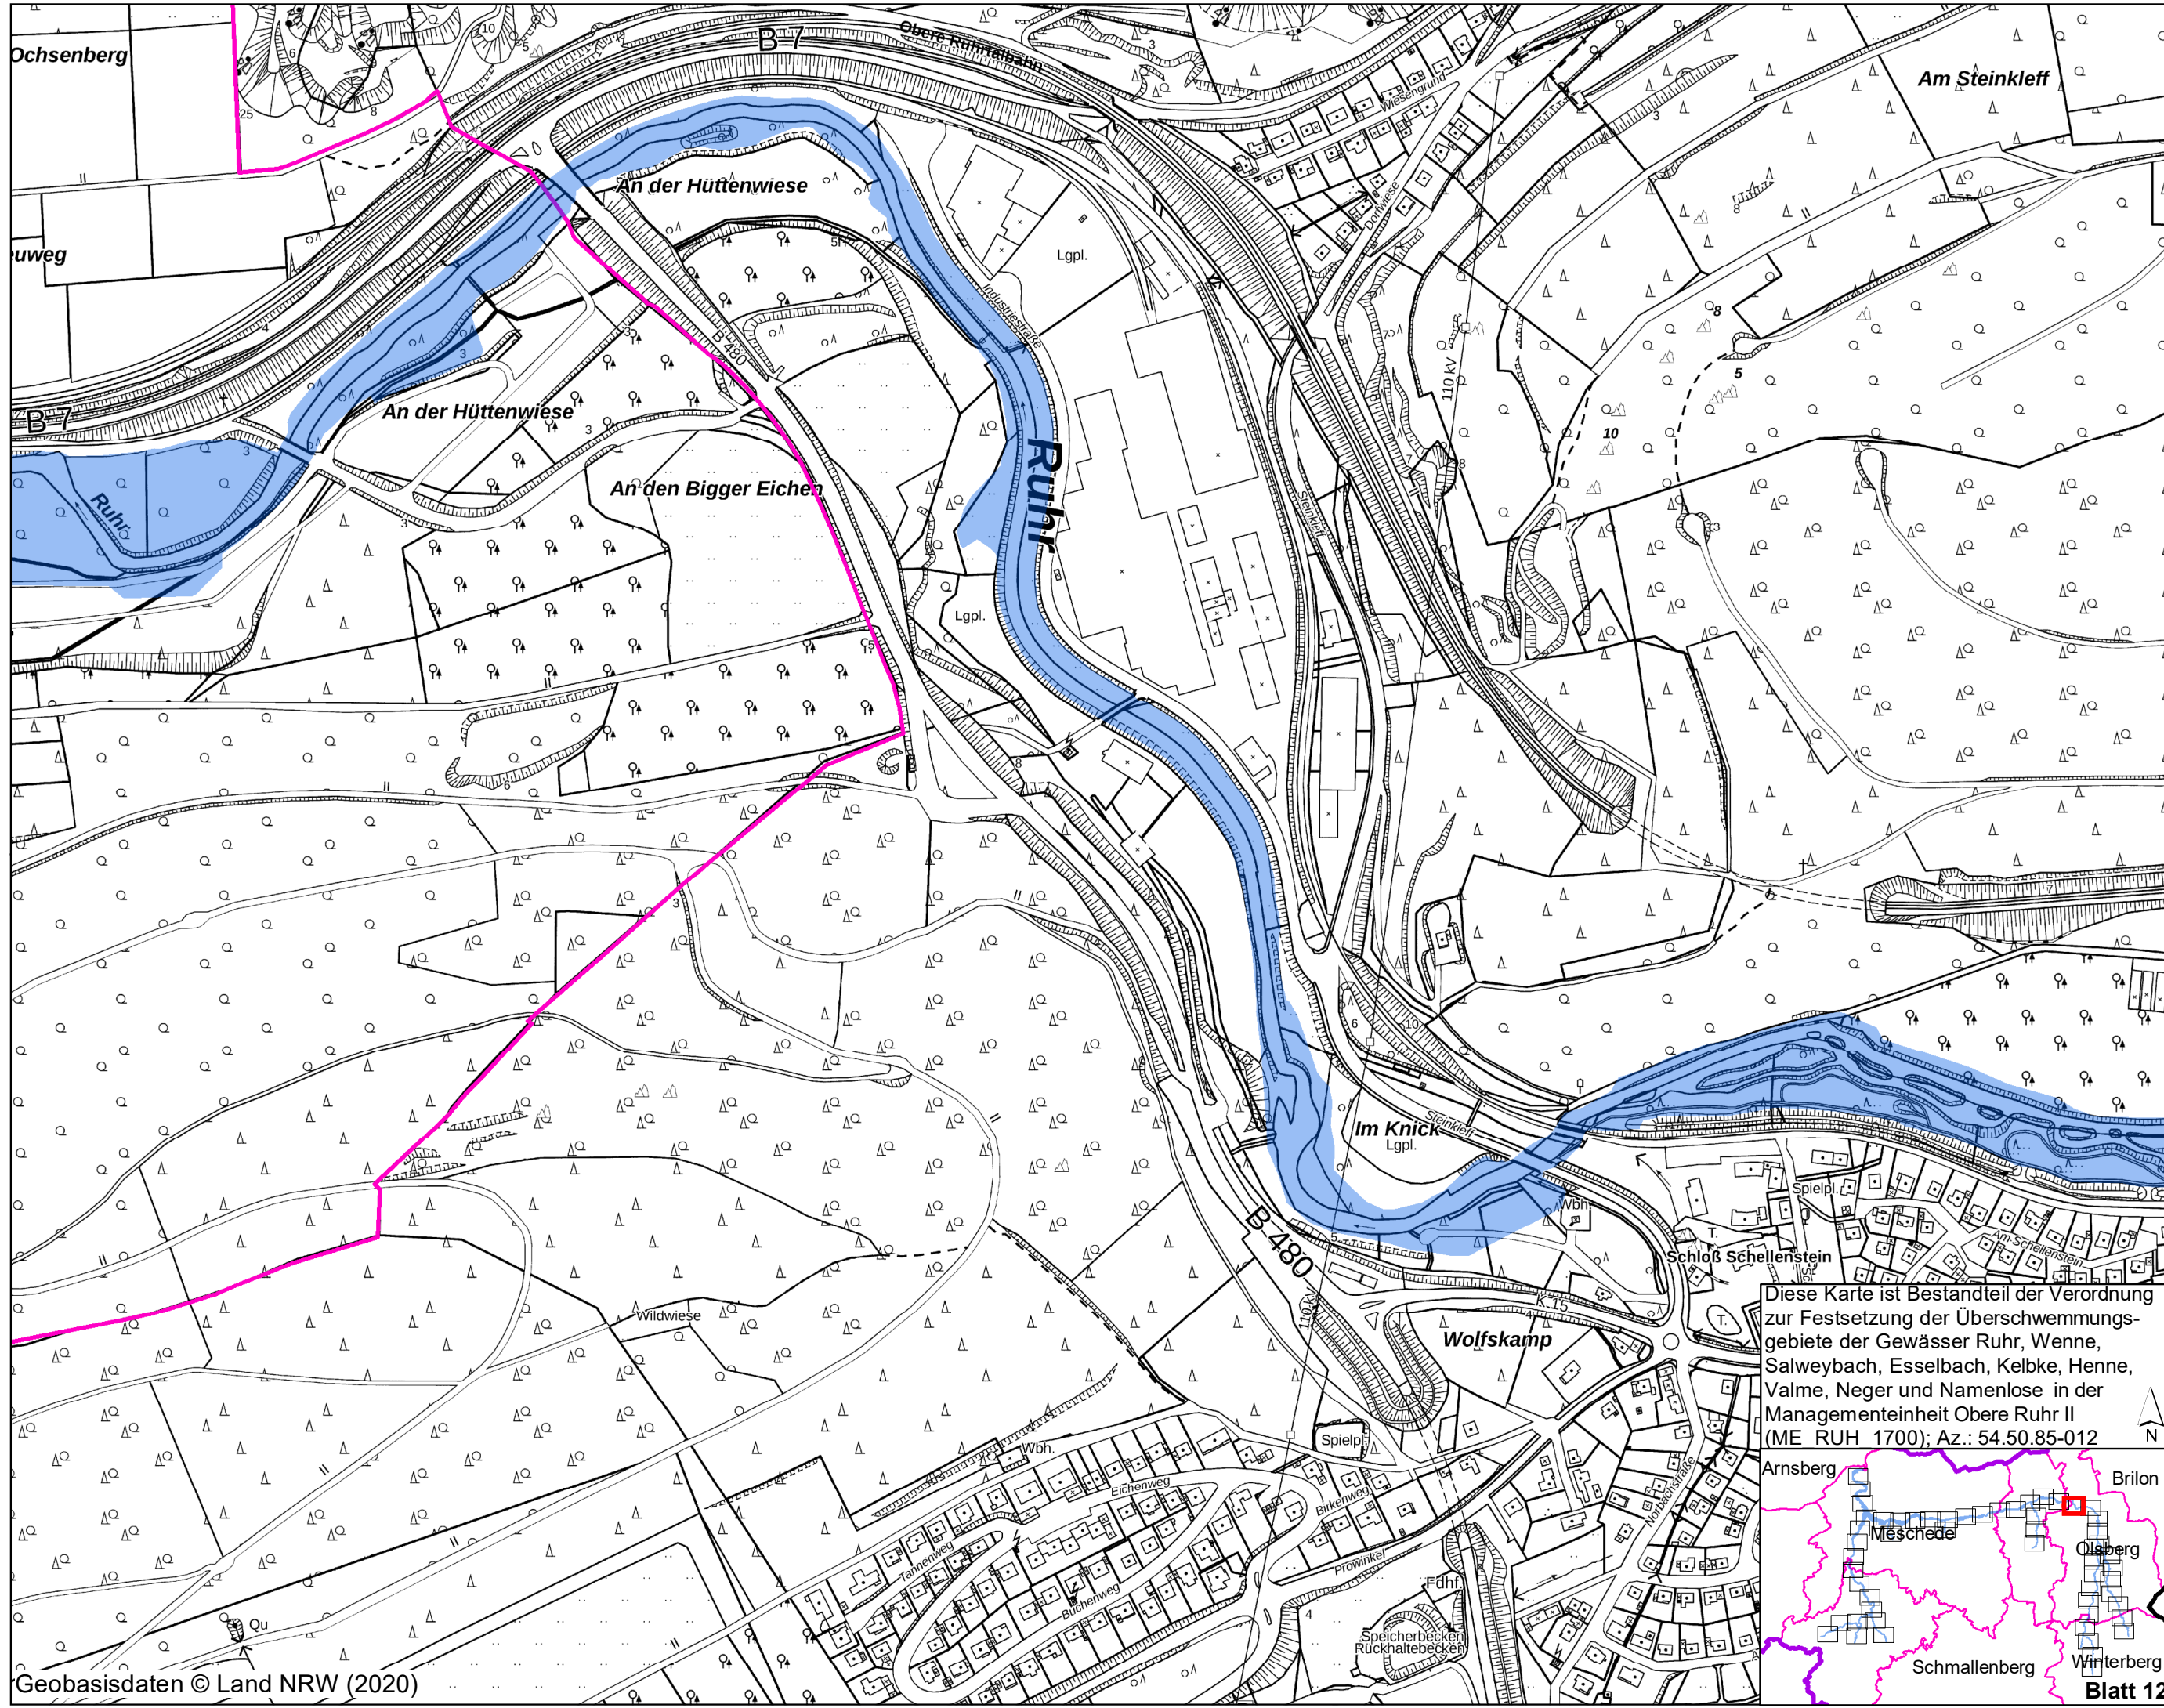 Ochsenberg
B 7
Obere Ruhrtalbahn
Am Steinkleff
Wiesengrund
An der Hüttenwiese
Dorfwiese
Lgpl.
euweg
Industriestraße
B 480
110 kV
B 7
An der Hüttenwiese
Ruhr
An den Bigger Eichen
Ruhr
Steinkleff
Lgpl.
Im Knick
Steinkleff
Lgpl.
Spielpl.
Wbh.
T.
Schloß Schellenstein
Am Schellenstein
B 480
K 15
T.
Wildwiese
Wolfskamp
Spielpl.
Wbh.
Eichenweg
Birkenweg
Tannenweg
Buchenweg
Prowinkel
Norbachstraße
Fdhf.
Speicherbecken
Rückhaltebecken
Qu
Geobasisdaten © Land NRW (2020)
Diese Karte ist Bestandteil der Verordnung
zur Festsetzung der Überschwemmungs-
gebiete der Gewässer Ruhr, Wenne,
Salweybach, Esselbach, Kelbke, Henne,
Valme, Neger und Namenlose in der
Managementeinheit Obere Ruhr II
(ME_RUH_1700); Az.: 54.50.85-012
N
Arnsberg
Brilon
Meschede
Olsberg
Schmallenberg
Winterberg
Blatt 12